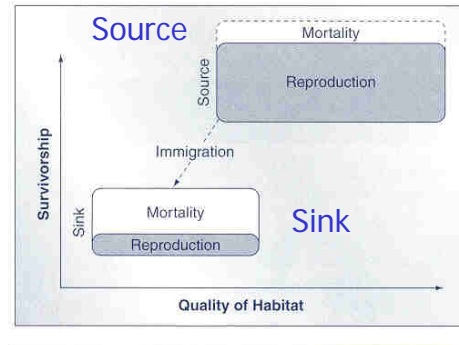 Source
Mortality
Reproduction
Source
Immigration
Survivorship
Mortality
Reproduction
Sink
Sink
Quality of Habitat